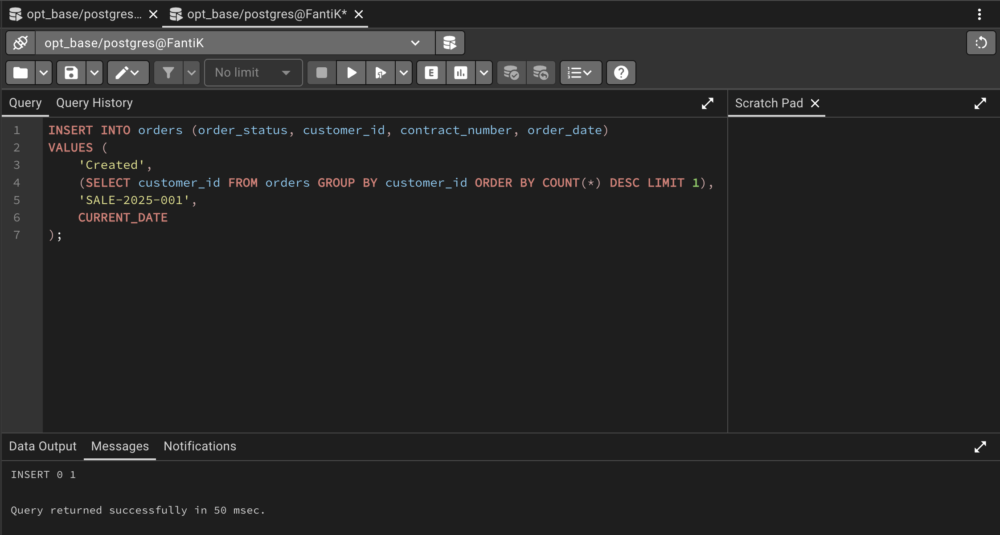 opt_base/postgres... opt_base/postgres@FantiK*
opt_base/postgres@FantiK
No limit
Query Query History
Scratch Pad
1 INSERT INTO orders (order_status, customer_id, contract_number, order_date)
2 VALUES (
3 'Created',
4 (SELECT customer_id FROM orders GROUP BY customer_id ORDER BY COUNT(*) DESC LIMIT 1),
5 'SALE-2025-001',
6 CURRENT_DATE
7 );
Data Output Messages Notifications
INSERT 0 1
Query returned successfully in 50 msec.